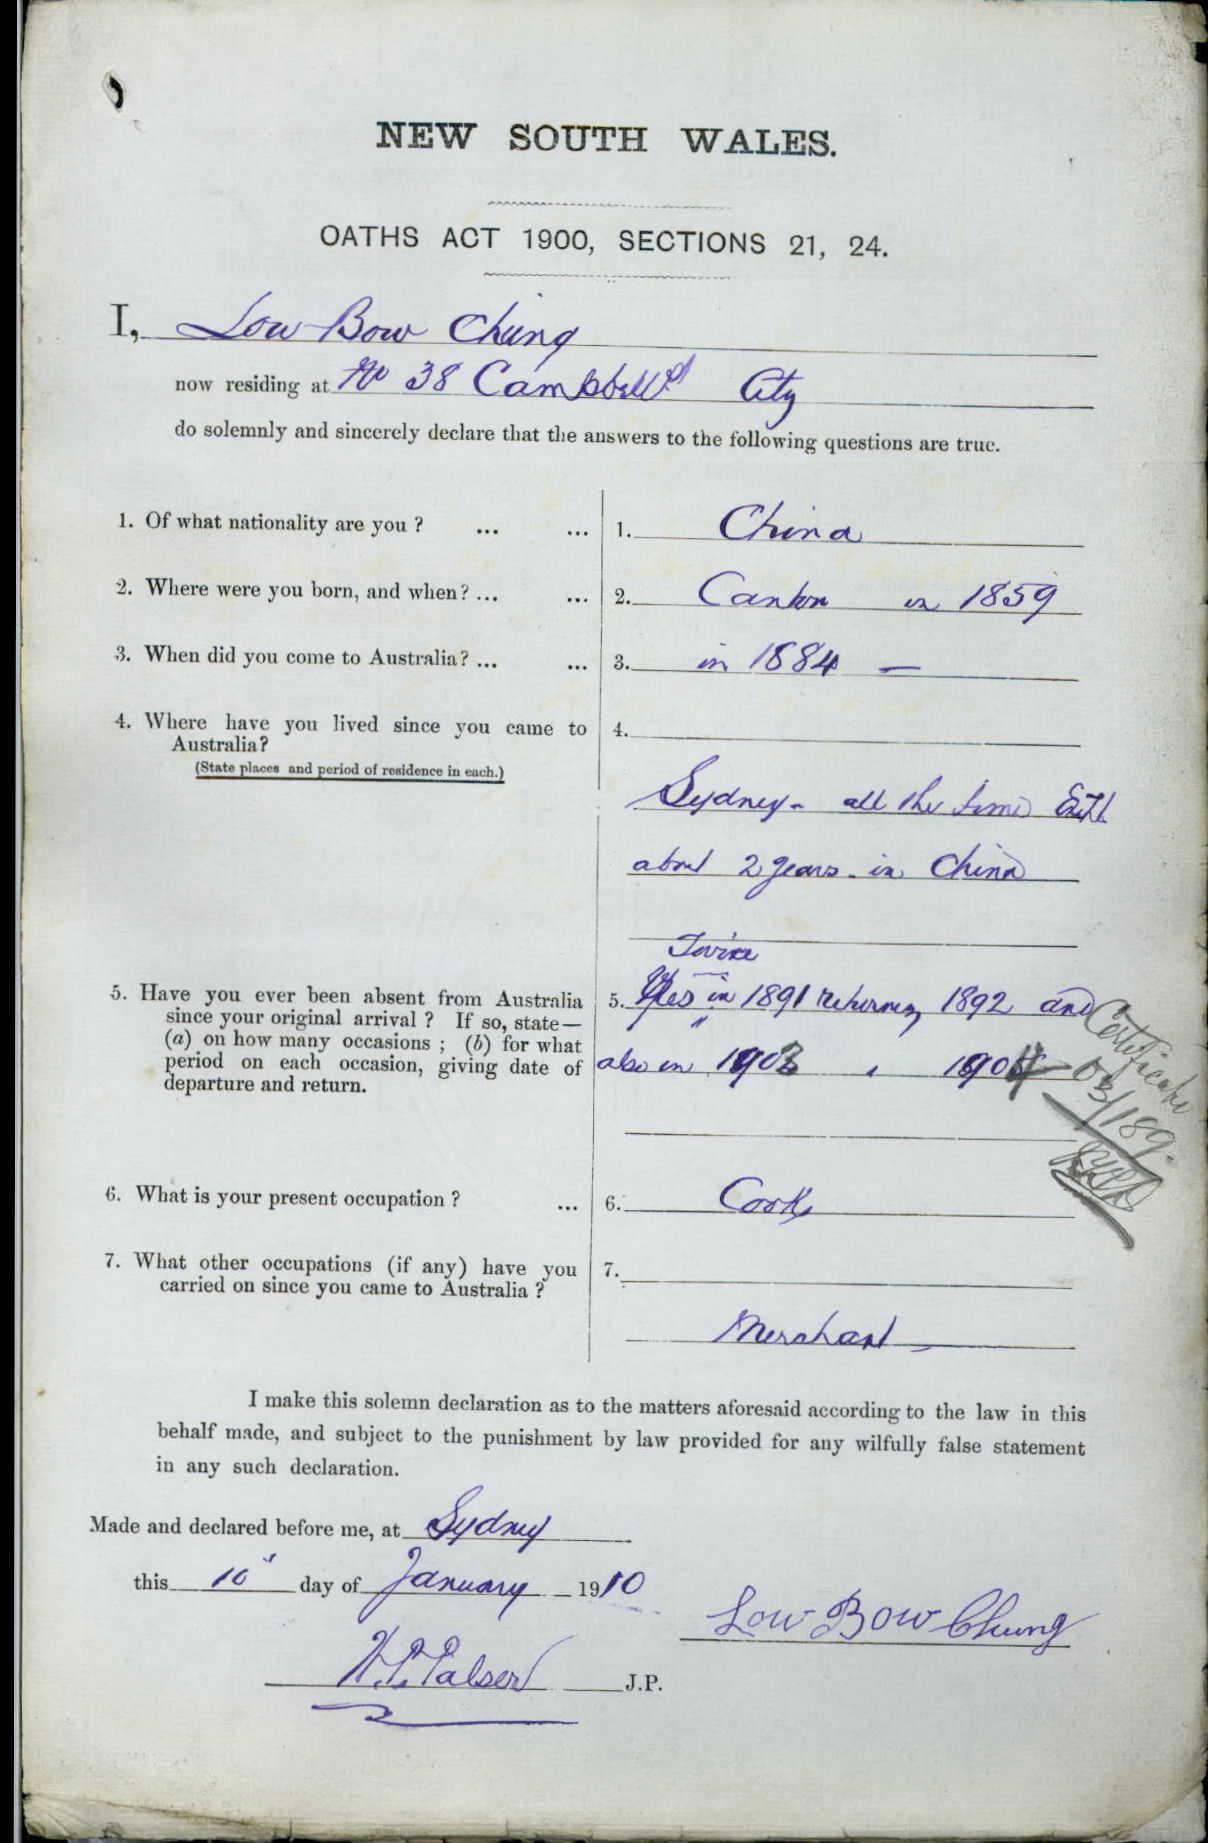 NEW SOUTH WALES.
OATHS ACT 1900, SECTIONS 21, 24.
I, Low Bow Chung
now residing at No 38 Campbell St City
do solemnly and sincerely declare that the answers to the following questions are true.
1. Of what nationality are you ? ... ... 1. China
2. Where were you born, and when? ... ... 2. Canton in 1859
3. When did you come to Australia? ... ... 3. in 1884 —
4. Where have you lived since you came to 4.
Australia?
(State places and period of residence in each.)
Sydney - all the time
about 2 years in China
Twice
5. Have you ever been absent from Australia 5. Yes in 1891 returning 1892 and
since your original arrival ? If so, state—
(a) on how many occasions ; (b) for what
period on each occasion, giving date of also in 1903 " 1904
departure and return.
Certificate
03/189.
6. What is your present occupation ? ... 6. Cook
7. What other occupations (if any) have you 7.
carried on since you came to Australia ?
Merchant
I make this solemn declaration as to the matters aforesaid according to the law in this
behalf made, and subject to the punishment by law provided for any wilfully false statement
in any such declaration.
Made and declared before me, at Sydney
this 10" day of January 1910
Low Bow Chung
J.P.